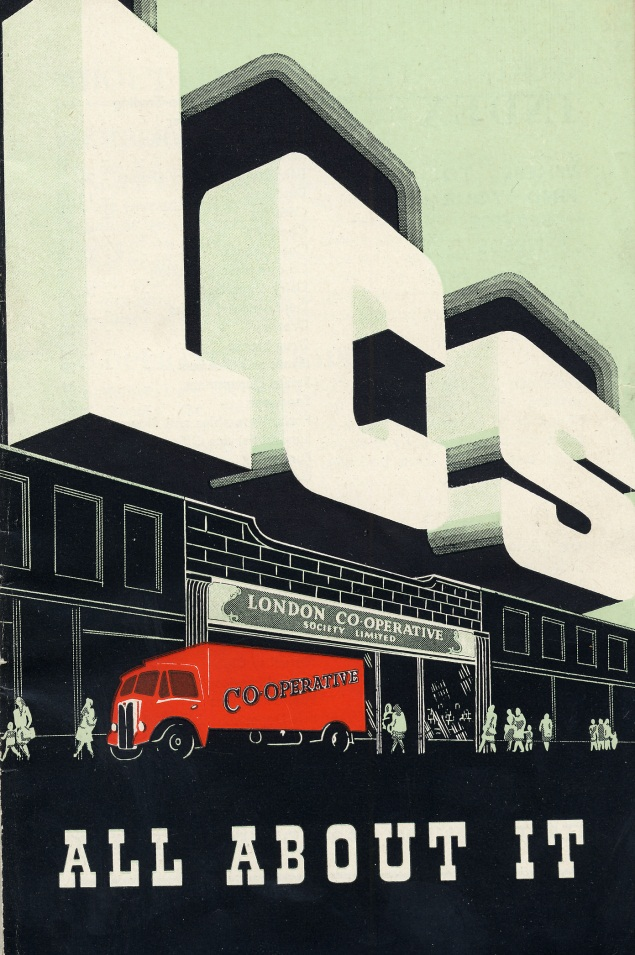 LCS
LONDON CO-OPERATIVE
SOCIETY LIMITED
CO-OPERATIVE
ALL ABOUT IT